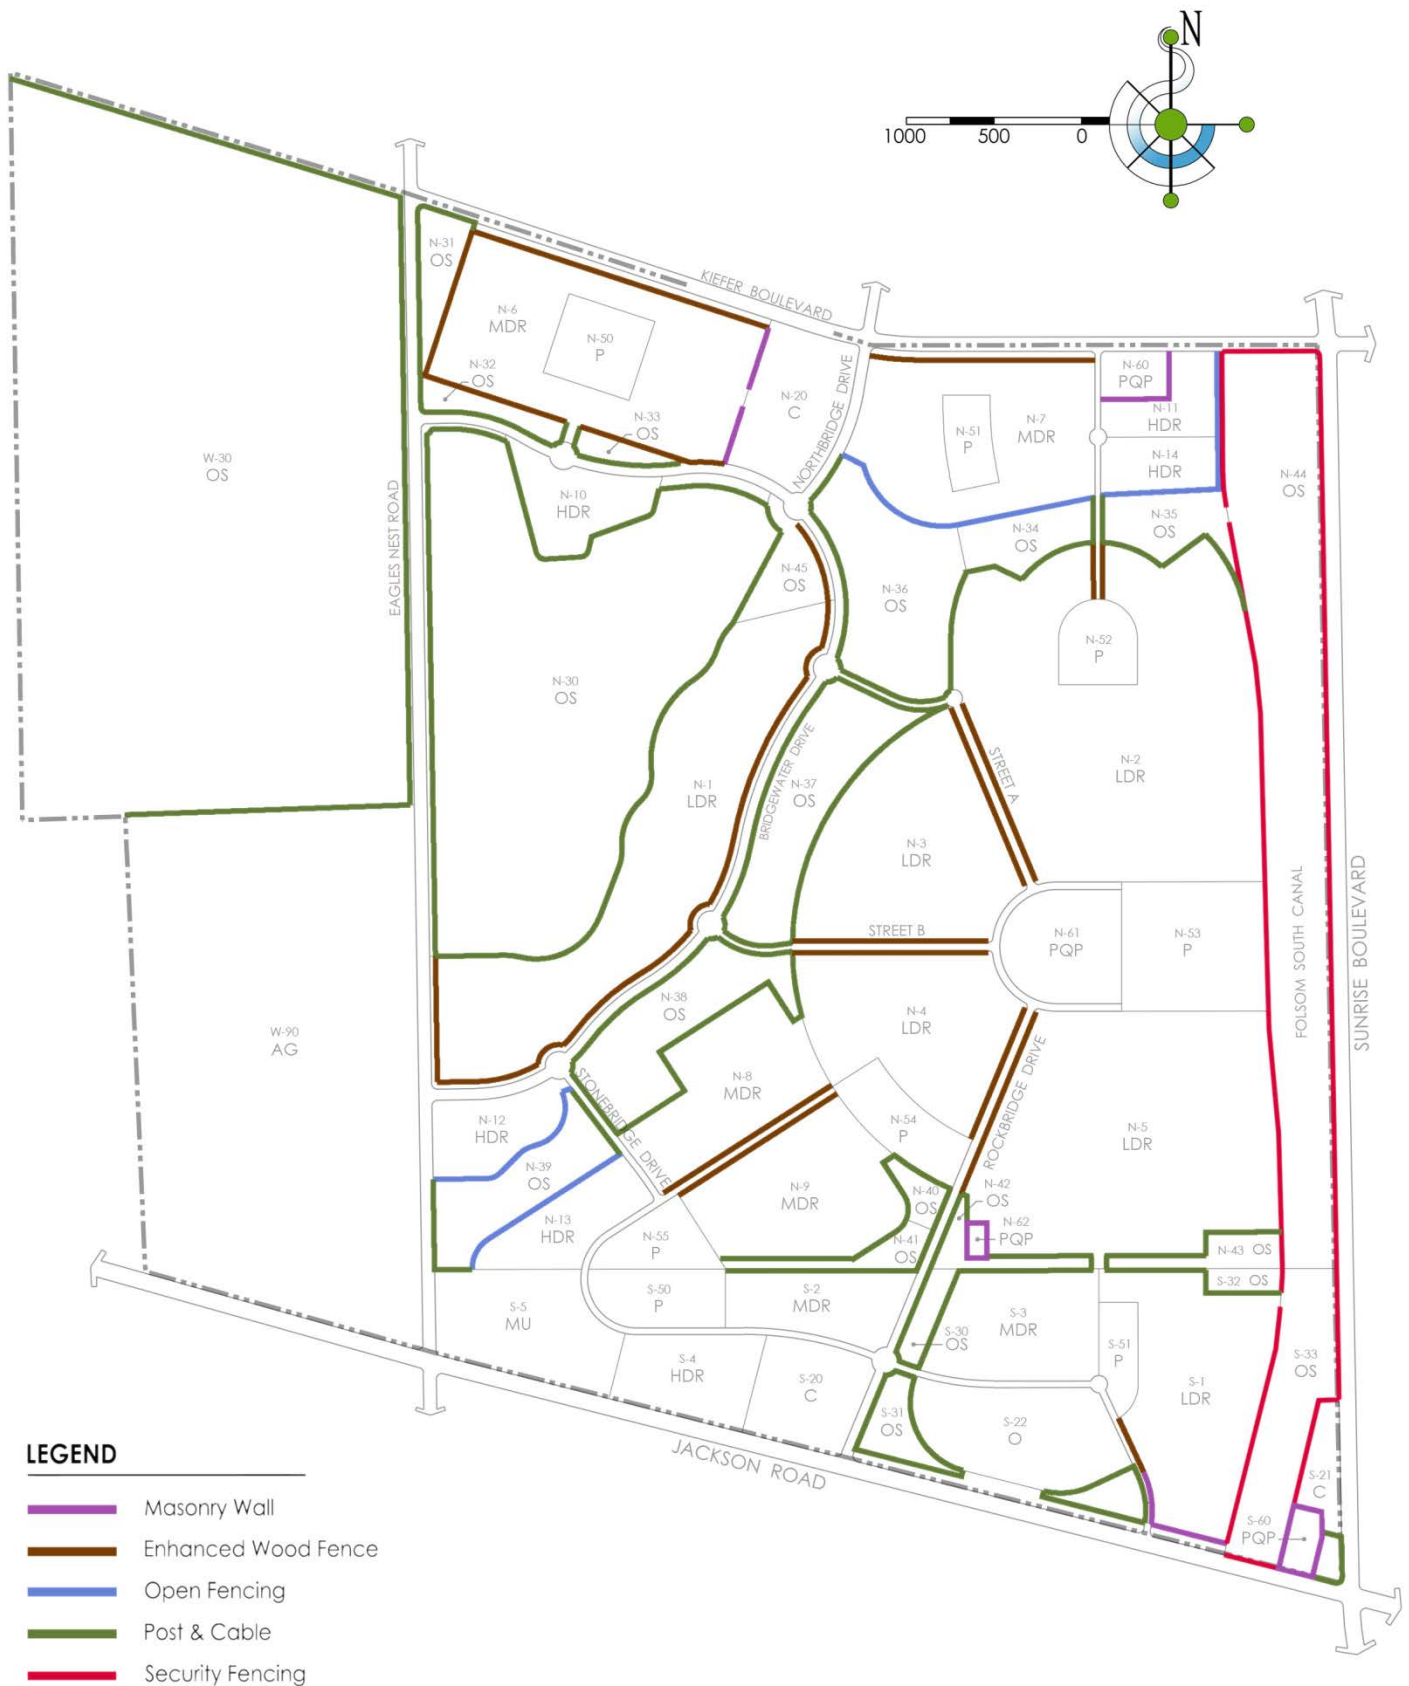 N
1000 500 0
KIEFER BOULEVARD
N-31
OS
N-6
MDR
N-50
P
N-32
OS
N-33
OS
N-20
C
NORTHBRIDGE DRIVE
N-51
P
N-7
MDR
N-60
PQP
N-11
HDR
N-14
HDR
N-44
OS
W-30
OS
EAGLES NEST ROAD
N-10
HDR
N-45
OS
N-36
OS
N-34
OS
N-35
OS
N-52
P
N-30
OS
N-1
LDR
BRIDGEWATER DRIVE
N-37
OS
STREET A
N-2
LDR
N-3
LDR
STREET B
N-61
PQP
N-53
P
FOLSOM SOUTH CANAL
SUNRISE BOULEVARD
W-90
AG
N-38
OS
N-4
LDR
N-8
MDR
STONEBRIDGE DRIVE
N-54
P
ROCKBRIDGE DRIVE
N-5
LDR
N-12
HDR
N-39
OS
N-13
HDR
N-9
MDR
N-40
OS
N-42
OS
N-62
PQP
N-55
P
N-41
OS
N-43 OS
S-32 OS
S-5
MU
S-50
P
S-2
MDR
S-30
OS
S-3
MDR
S-51
P
S-33
OS
S-4
HDR
S-20
C
S-1
LDR
S-31
OS
S-22
O
JACKSON ROAD
S-21
C
S-60
PQP
LEGEND
Masonry Wall
Enhanced Wood Fence
Open Fencing
Post & Cable
Security Fencing